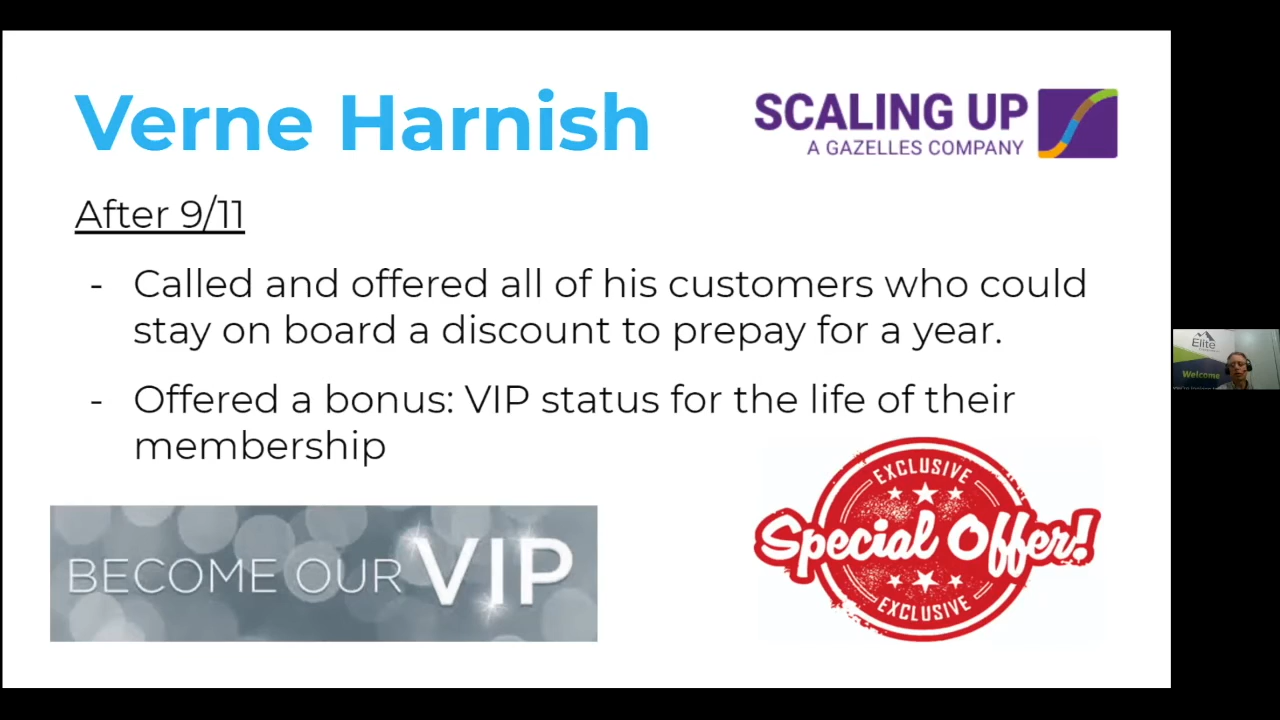 Verne Harnish
SCALING UP
A GAZELLES COMPANY
After 9/11
- Called and offered all of his customers who could
stay on board a discount to prepay for a year.
- Offered a bonus: VIP status for the life of their
membership
BECOME OUR VIP
EXCLUSIVE
Special Offer!
EXCLUSIVE
Elite
Welcome